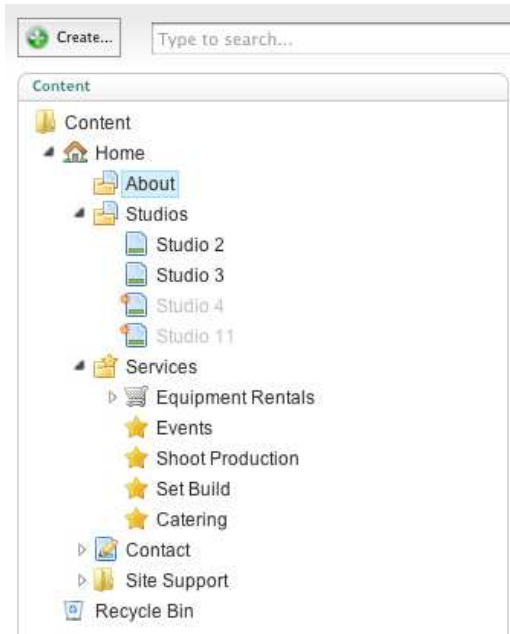 Create...
Type to search...
Content
Content
Home
About
Studios
Studio 2
Studio 3
Studio 4
Studio 11
Services
Equipment Rentals
Events
Shoot Production
Set Build
Catering
Contact
Site Support
Recycle Bin